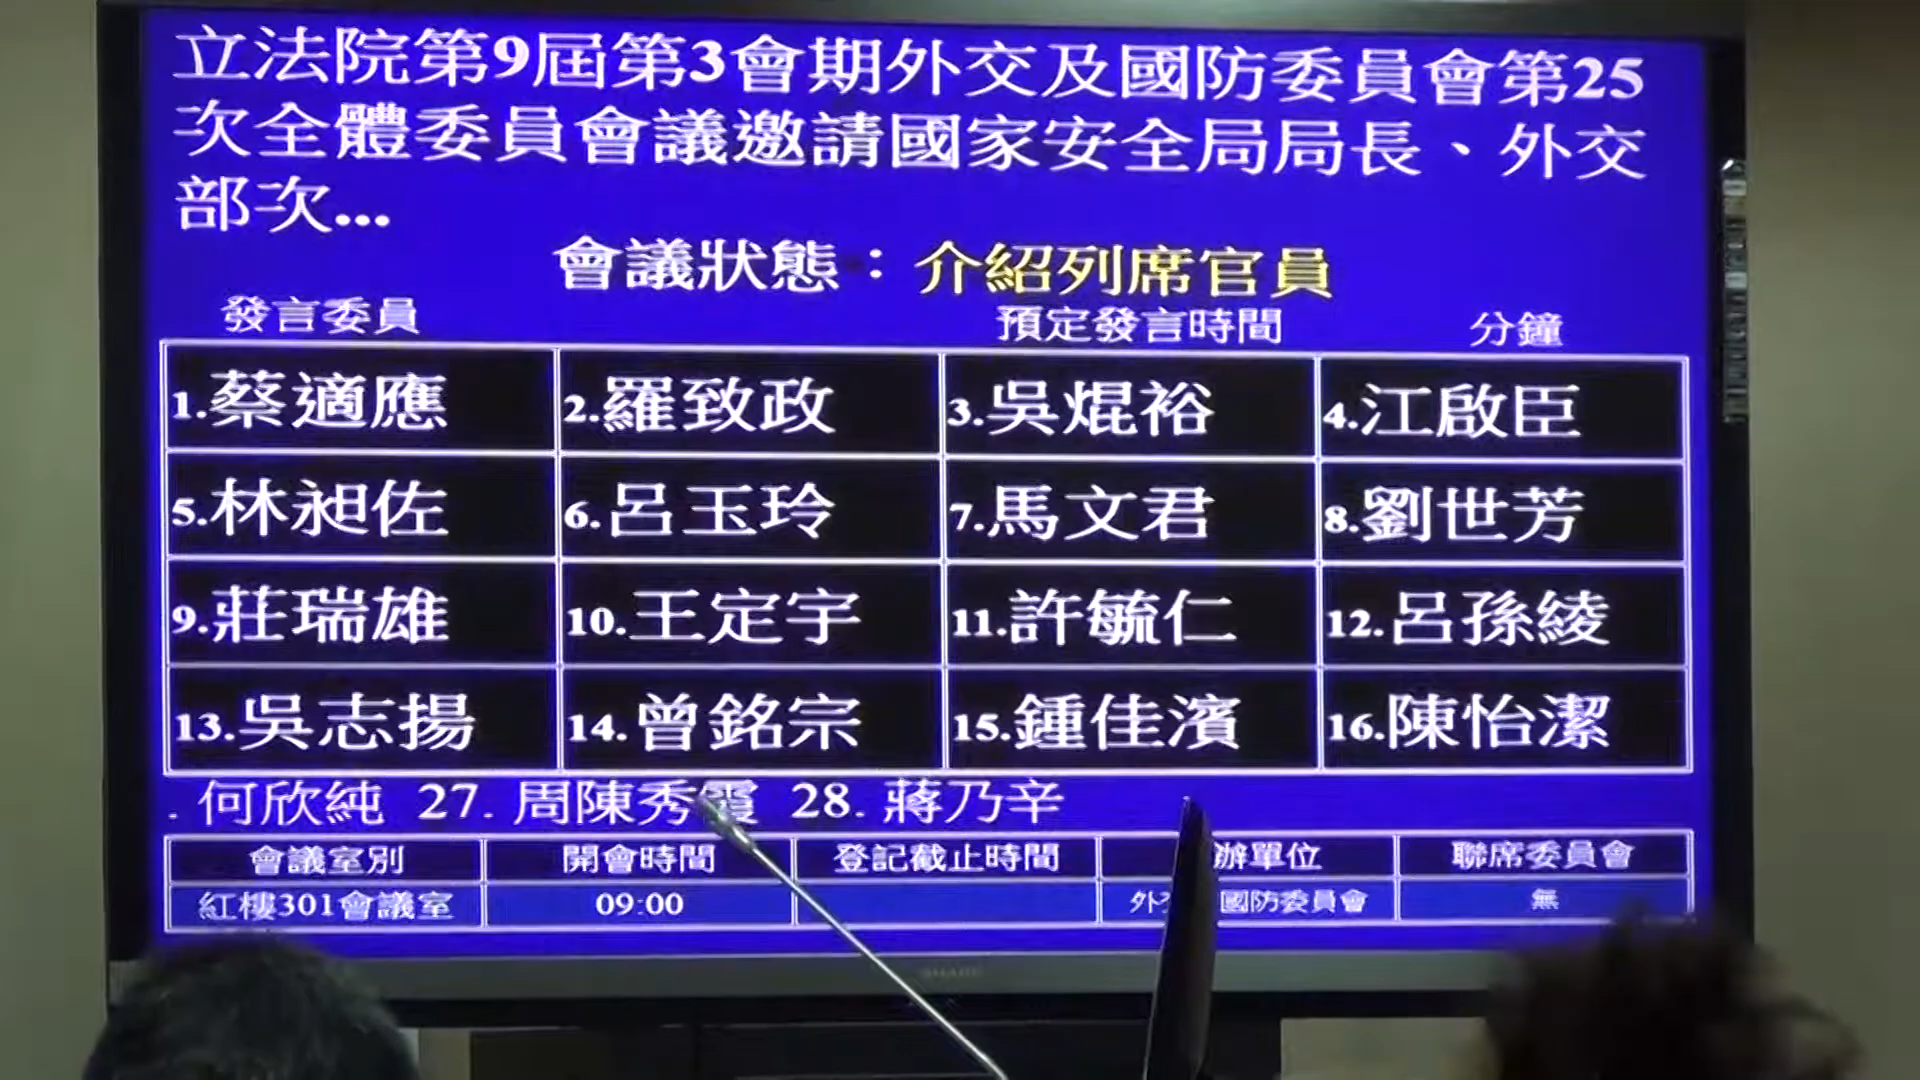 立法院第9屆第3會期外交及國防委員會第25
次全體委員會議邀請國家安全局局長、外交
部次...
會議狀態：介紹列席官員
發言委員 預定發言時間 分鐘
1.蔡適應 2.羅致政 3.吳焜裕 4.江啟臣
5.林昶佐 6.呂玉玲 7.馬文君 8.劉世芳
9.莊瑞雄 10.王定宇 11.許毓仁 12.呂孫綾
13.吳志揚 14.曾銘宗 15.鍾佳濱 16.陳怡潔
. 何欣純 27. 周陳秀霞 28. 蔣乃辛
會議室別 開會時間 登記截止時間 辦單位 聯席委員會
紅樓301會議室 09:00 外交 國防委員會 無
SHARP